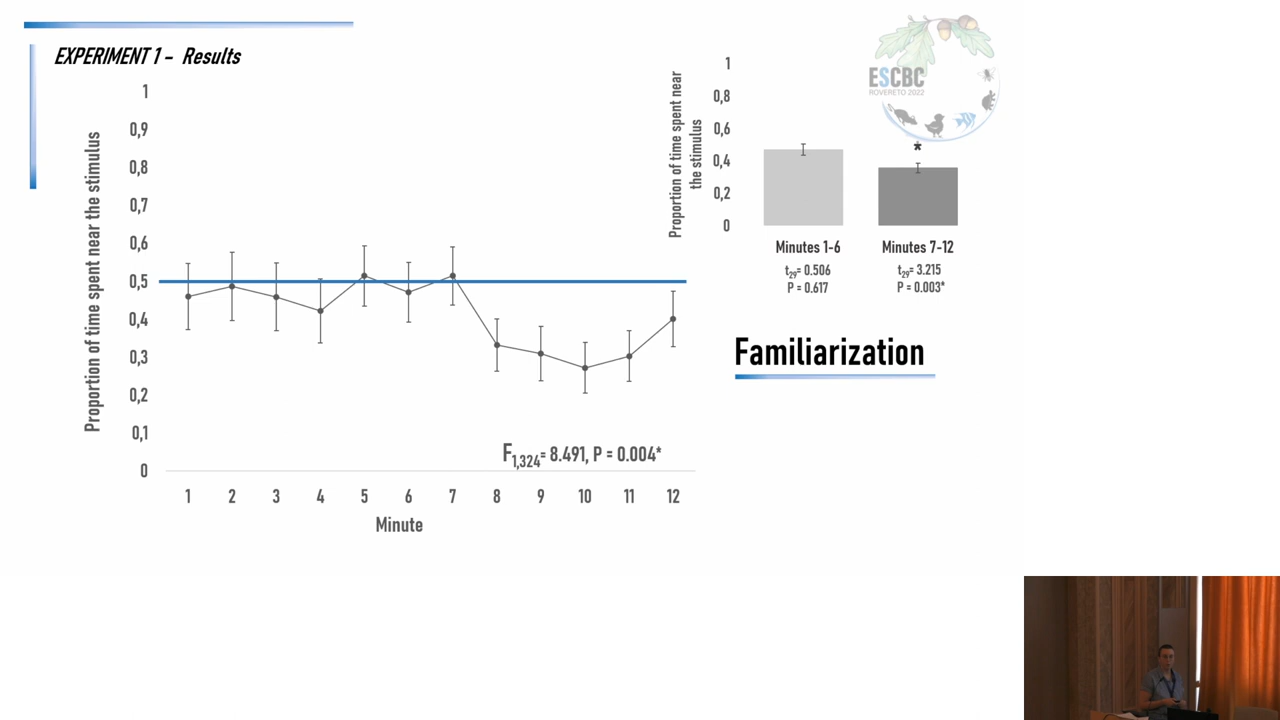 EXPERIMENT 1 – Results
Proportion of time spent near the stimulus
1
0,9
0,8
0,7
0,6
0,5
0,4
0,3
0,2
0,1
0
1 2 3 4 5 6 7 8 9 10 11 12
Minute
F1,324= 8.491, P = 0.004*
Proportion of time spent near
the stimulus
1
0,8
0,6
0,4
0,2
0
*
Minutes 1-6 Minutes 7-12
t29= 0.506 t29= 3.215
P = 0.617 P = 0.003*
ESCBC
ROVERETO 2022
Familiarization